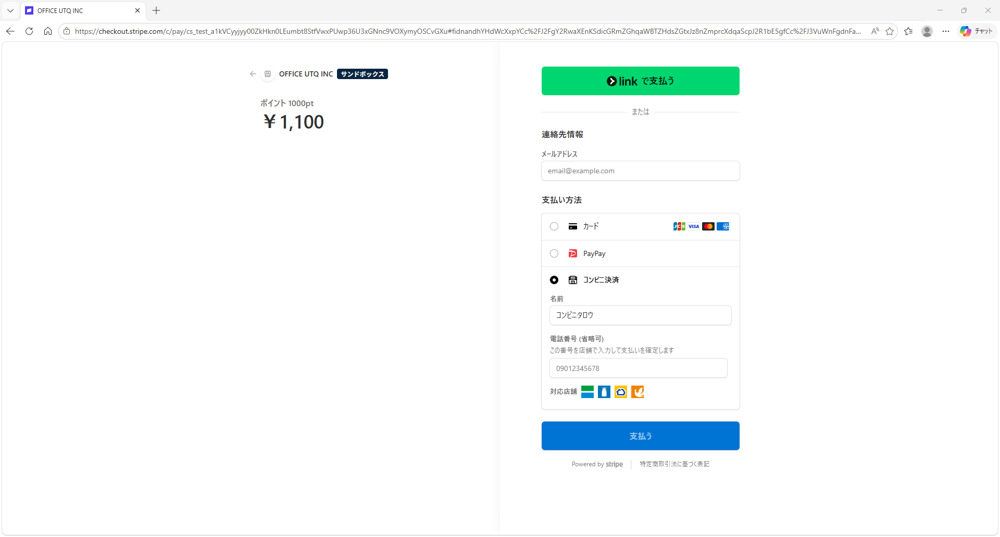 OFFICE UTQ INC
https://checkout.stripe.com/c/pay/cs_test_a1kVCyyjyy00ZkHkn0LEumbt8StfVwxPUwp36U3xGNnc9VOXymyOSCvGXu#fidnandhYHdWcXxpYCc%2FJ2FgY2RwaXEnKSdicGRmZGhqaWBTZHdsZGtxJz8nZmprcXdqaScpJ2R1bE5gfCc%2FJ3VuWnFgdnFa...
チャット
OFFICE UTQ INC サンドボックス
ポイント 1000pt
￥1,100
link で支払う
または
連絡先情報
メールアドレス
email@example.com
支払い方法
カード
JCB VISA AMEX
PayPay
コンビニ決済
名前
コンビニタロウ
電話番号 (省略可)
この番号を店舗で入力して支払いを確定します
09012345678
対応店舗
支払う
Powered by stripe
特定商取引法に基づく表記